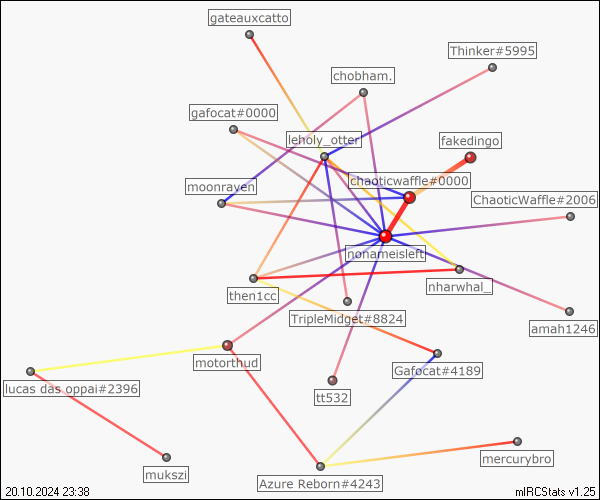 gateauxcatto
Thinker#5995
chobham.
gafocat#0000
leholy_otter
fakedingo
chaoticwaffle#0000
moonrayen
ChaoticWaffle#2006
nonameisleft
nharwhal_
then1cc
TripleMidget#8824
amah1246
motorthud
Gafocat#4189
lucas das oppai#2396
tt532
mercurybro
mukszi
Azure Reborn#4243
20.10.2024 23:38
mIRCStats v1.25